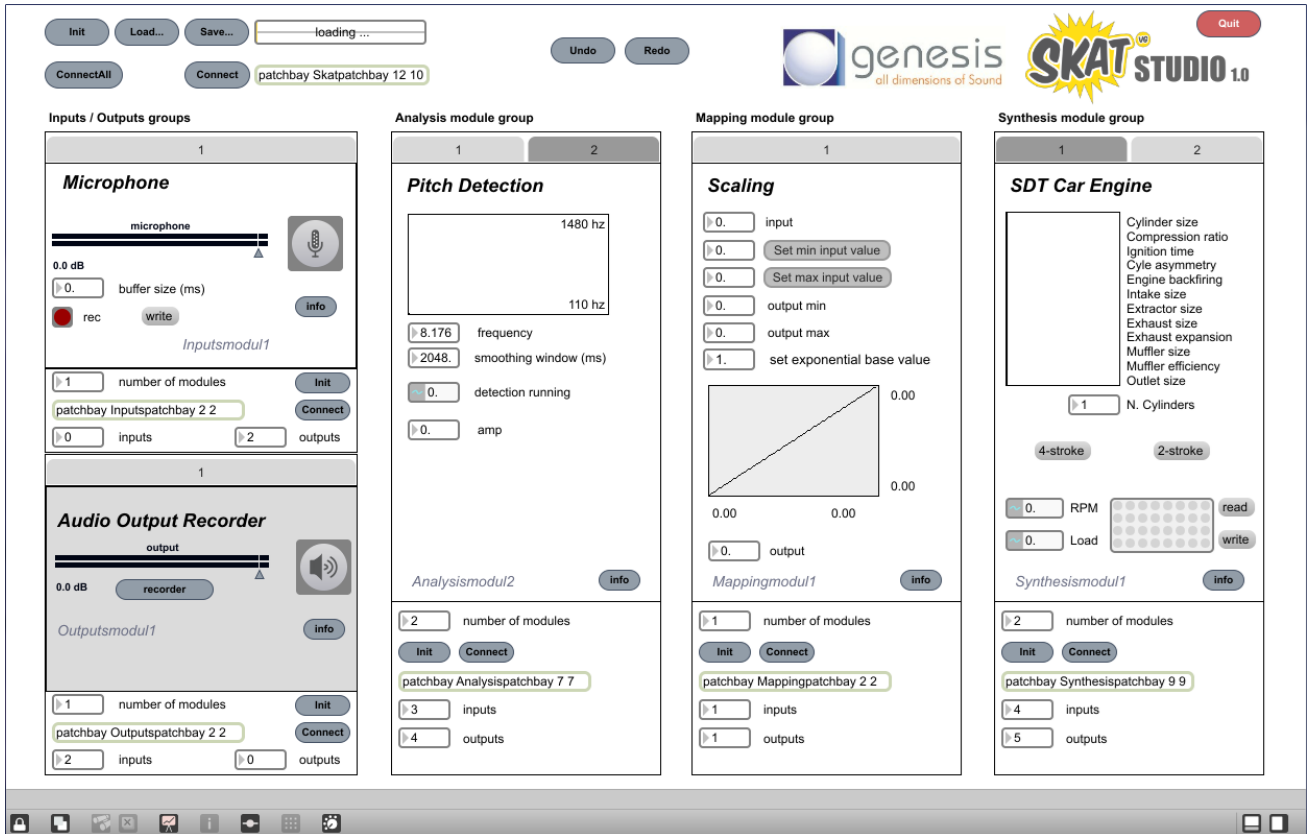 Init
Load...
Save...
loading ...
Undo
Redo
genesis
all dimensions of Sound
SKAT VG
STUDIO 1.0
Quit
ConnectAll
Connect
patchbay Skatpatchbay 12 10
Inputs / Outputs groups
1
Microphone
microphone
0.0 dB
0.
buffer size (ms)
rec
write
info
Inputsmodul1
1
number of modules
Init
patchbay Inputspatchbay 2 2
Connect
0
inputs
2
outputs
1
Audio Output Recorder
output
0.0 dB
recorder
Outputsmodul1
info
1
number of modules
Init
patchbay Outputspatchbay 2 2
Connect
2
inputs
0
outputs
Analysis module group
1
2
Pitch Detection
1480 hz
110 hz
8.176
frequency
2048.
smoothing window (ms)
0.
detection running
0.
amp
Analysismodul2
info
2
number of modules
Init
Connect
patchbay Analysispatchbay 7 7
3
inputs
4
outputs
Mapping module group
1
Scaling
0.
input
0.
Set min input value
0.
Set max input value
0.
output min
0.
output max
1.
set exponential base value
0.00
0.00
0.00
0.00
0.
output
Mappingmodul1
info
1
number of modules
Init
Connect
patchbay Mappingpatchbay 2 2
1
inputs
1
outputs
Synthesis module group
1
2
SDT Car Engine
Cylinder size
Compression ratio
Ignition time
Cyle asymmetry
Engine backfiring
Intake size
Extractor size
Exhaust size
Exhaust expansion
Muffler size
Muffler efficiency
Outlet size
1
N. Cylinders
4-stroke
2-stroke
0.
RPM
read
0.
Load
write
Synthesismodul1
info
2
number of modules
Init
Connect
patchbay Synthesispatchbay 9 9
4
inputs
5
outputs